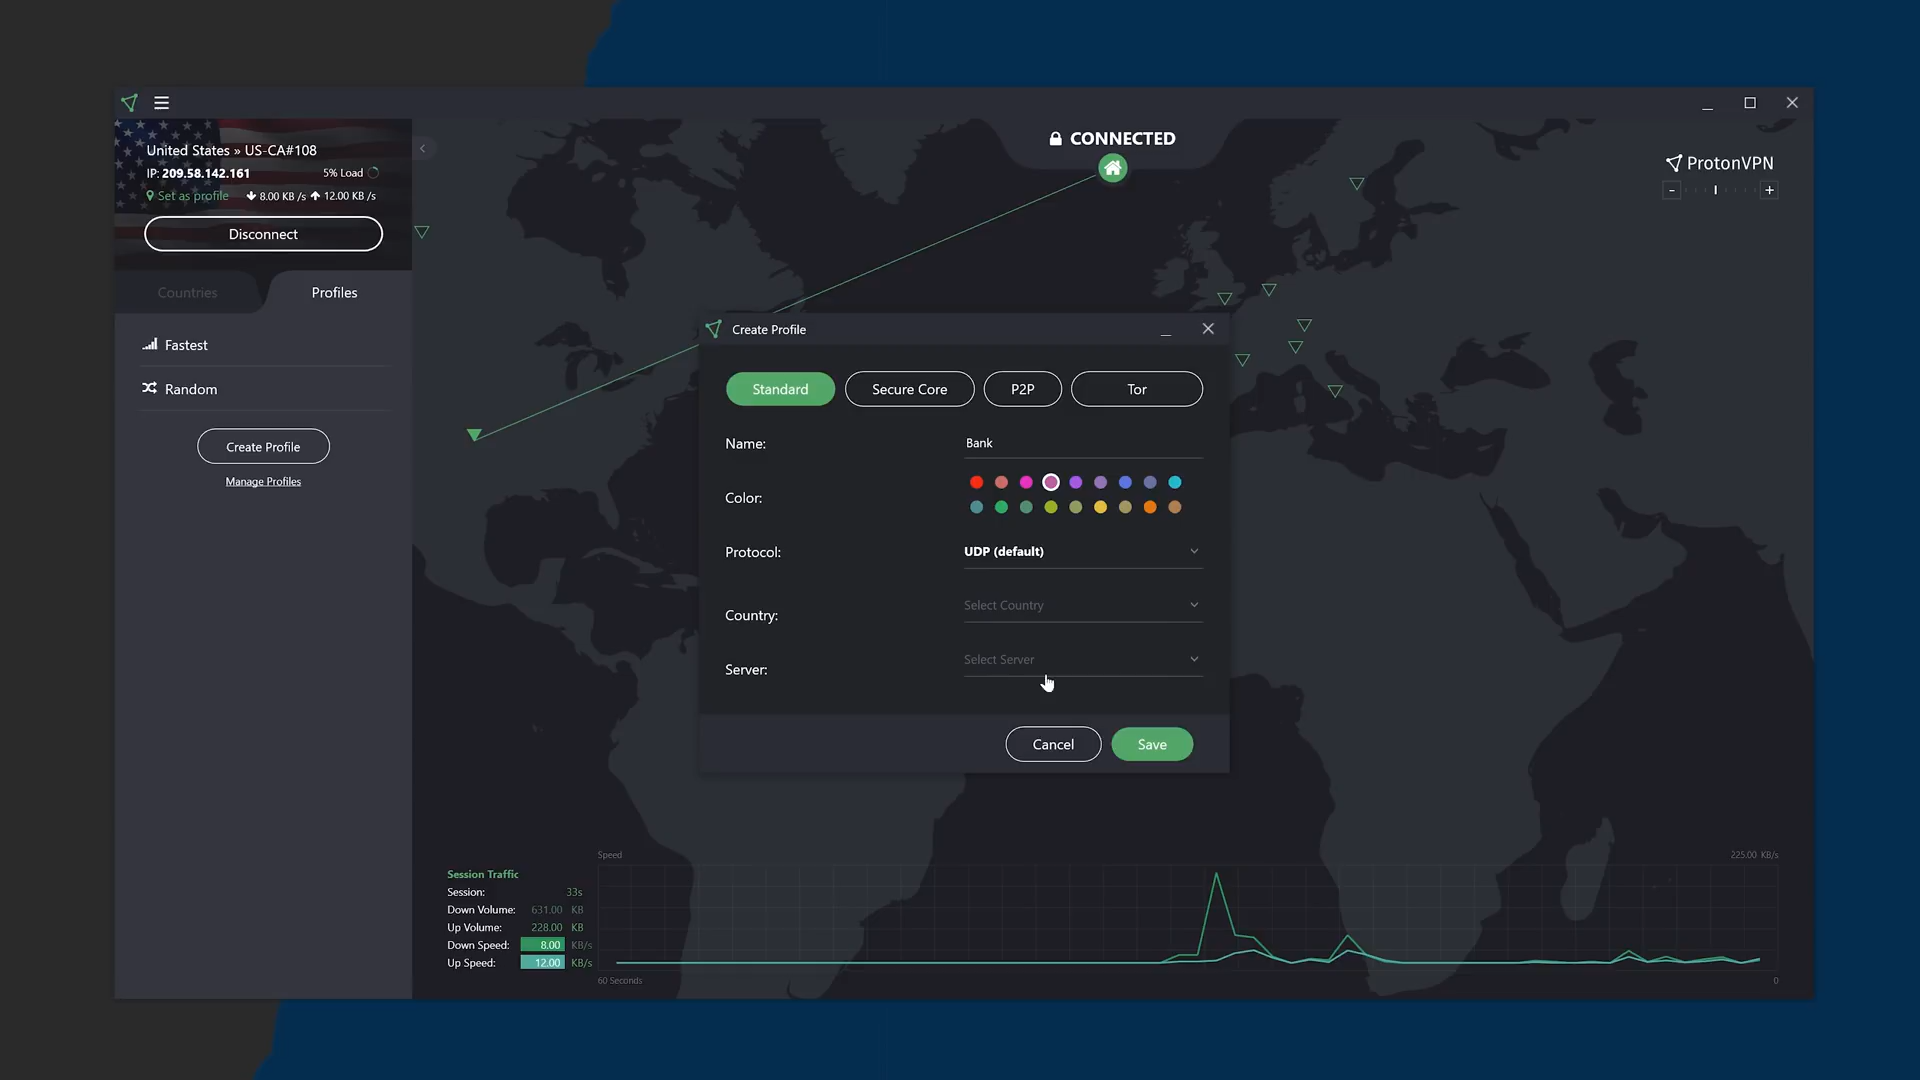 United States » US-CA#108
IP: 209.58.142.161
5% Load
Set as profile
8.00 KB /s
12.00 KB /s
Disconnect
Countries
Profiles
Fastest
Random
Create Profile
Manage Profiles
CONNECTED
ProtonVPN
-
+
Create Profile
Standard
Secure Core
P2P
Tor
Name:
Bank
Color:
Protocol:
UDP (default)
Country:
Select Country
Server:
Select Server
Cancel
Save
Speed
225.00 KB/s
Session Traffic
Session: 33s
Down Volume: 631.00 KB
Up Volume: 228.00 KB
Down Speed: 8.00 KB/s
Up Speed: 12.00 KB/s
60 Seconds
0